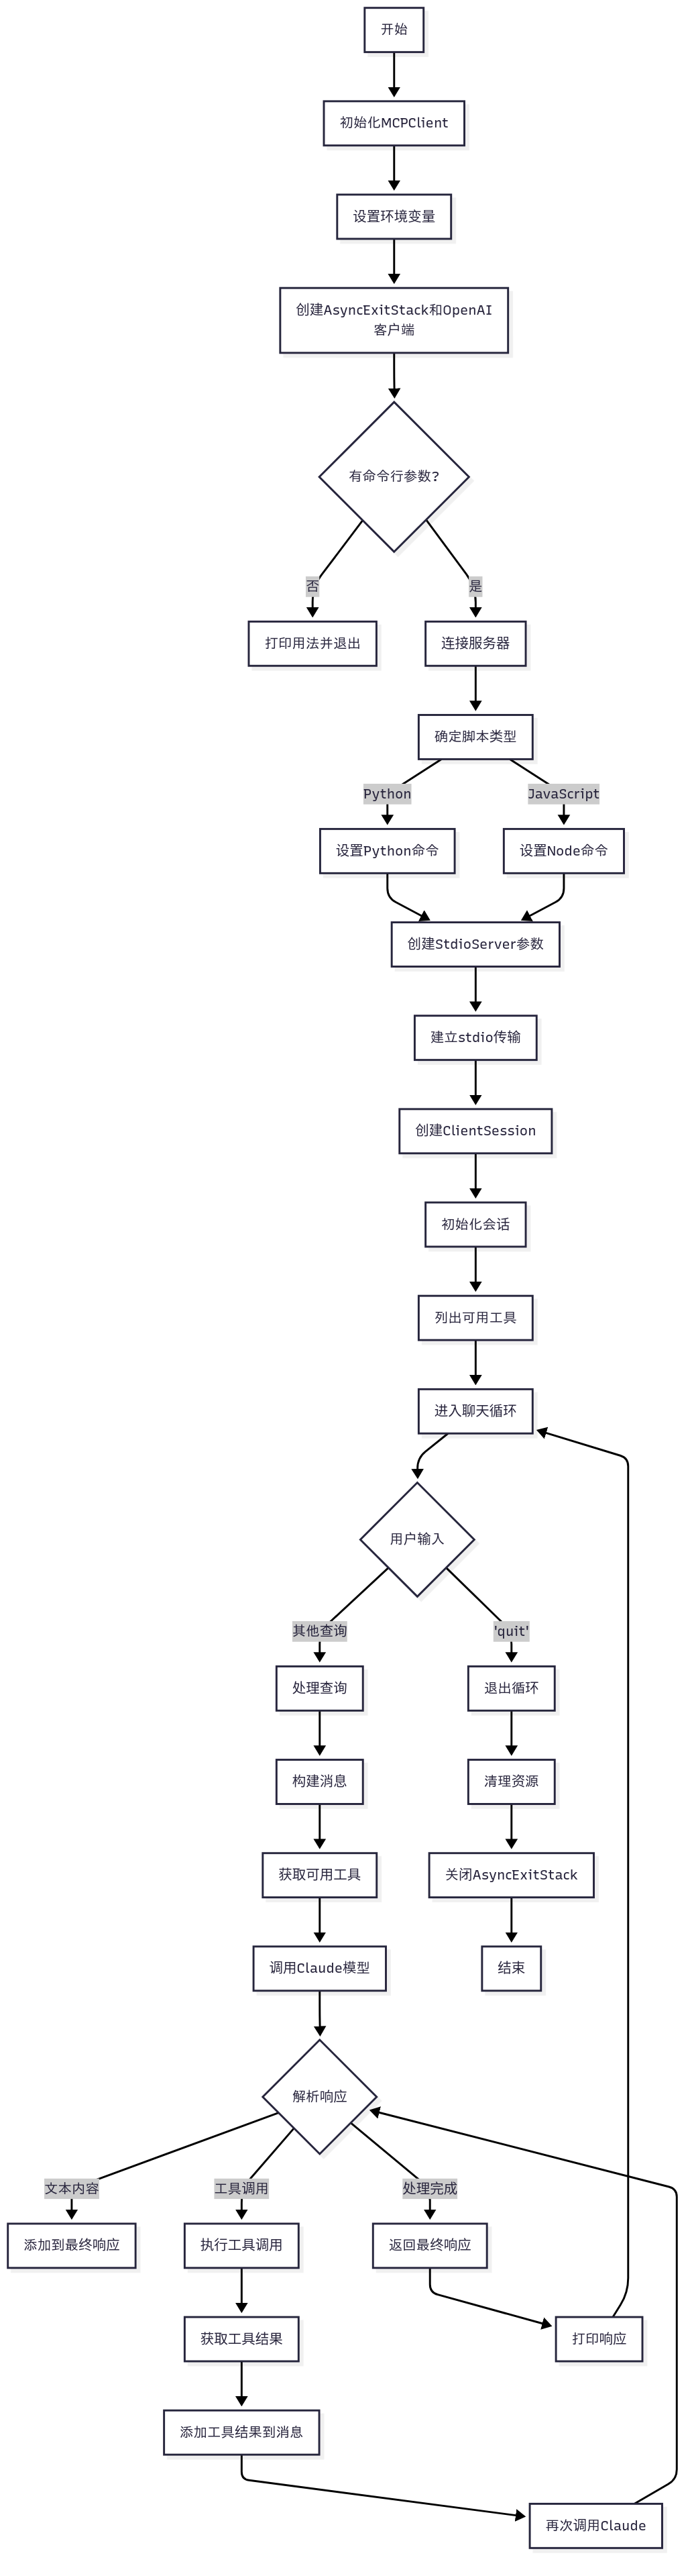 开始
初始化MCPClient
设置环境变量
创建AsyncExitStack和OpenAI
客户端
有命令行参数?
否
是
打印用法并退出
连接服务器
确定脚本类型
Python
JavaScript
设置Python命令
设置Node命令
创建StdioServer参数
建立stdio传输
创建ClientSession
初始化会话
列出可用工具
进入聊天循环
用户输入
其他查询
'quit'
处理查询
退出循环
构建消息
清理资源
获取可用工具
关闭AsyncExitStack
调用Claude模型
结束
解析响应
文本内容
工具调用
处理完成
添加到最终响应
执行工具调用
返回最终响应
获取工具结果
打印响应
添加工具结果到消息
再次调用Claude